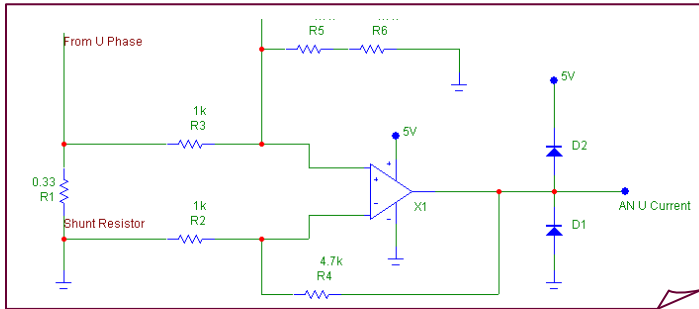 From U Phase
R5 R6
5V
1k
R3
5V
D2
0.33
R1
+
+
-
-
X1
AN U Current
1k
R2
Shunt Resistor
D1
4.7k
R4